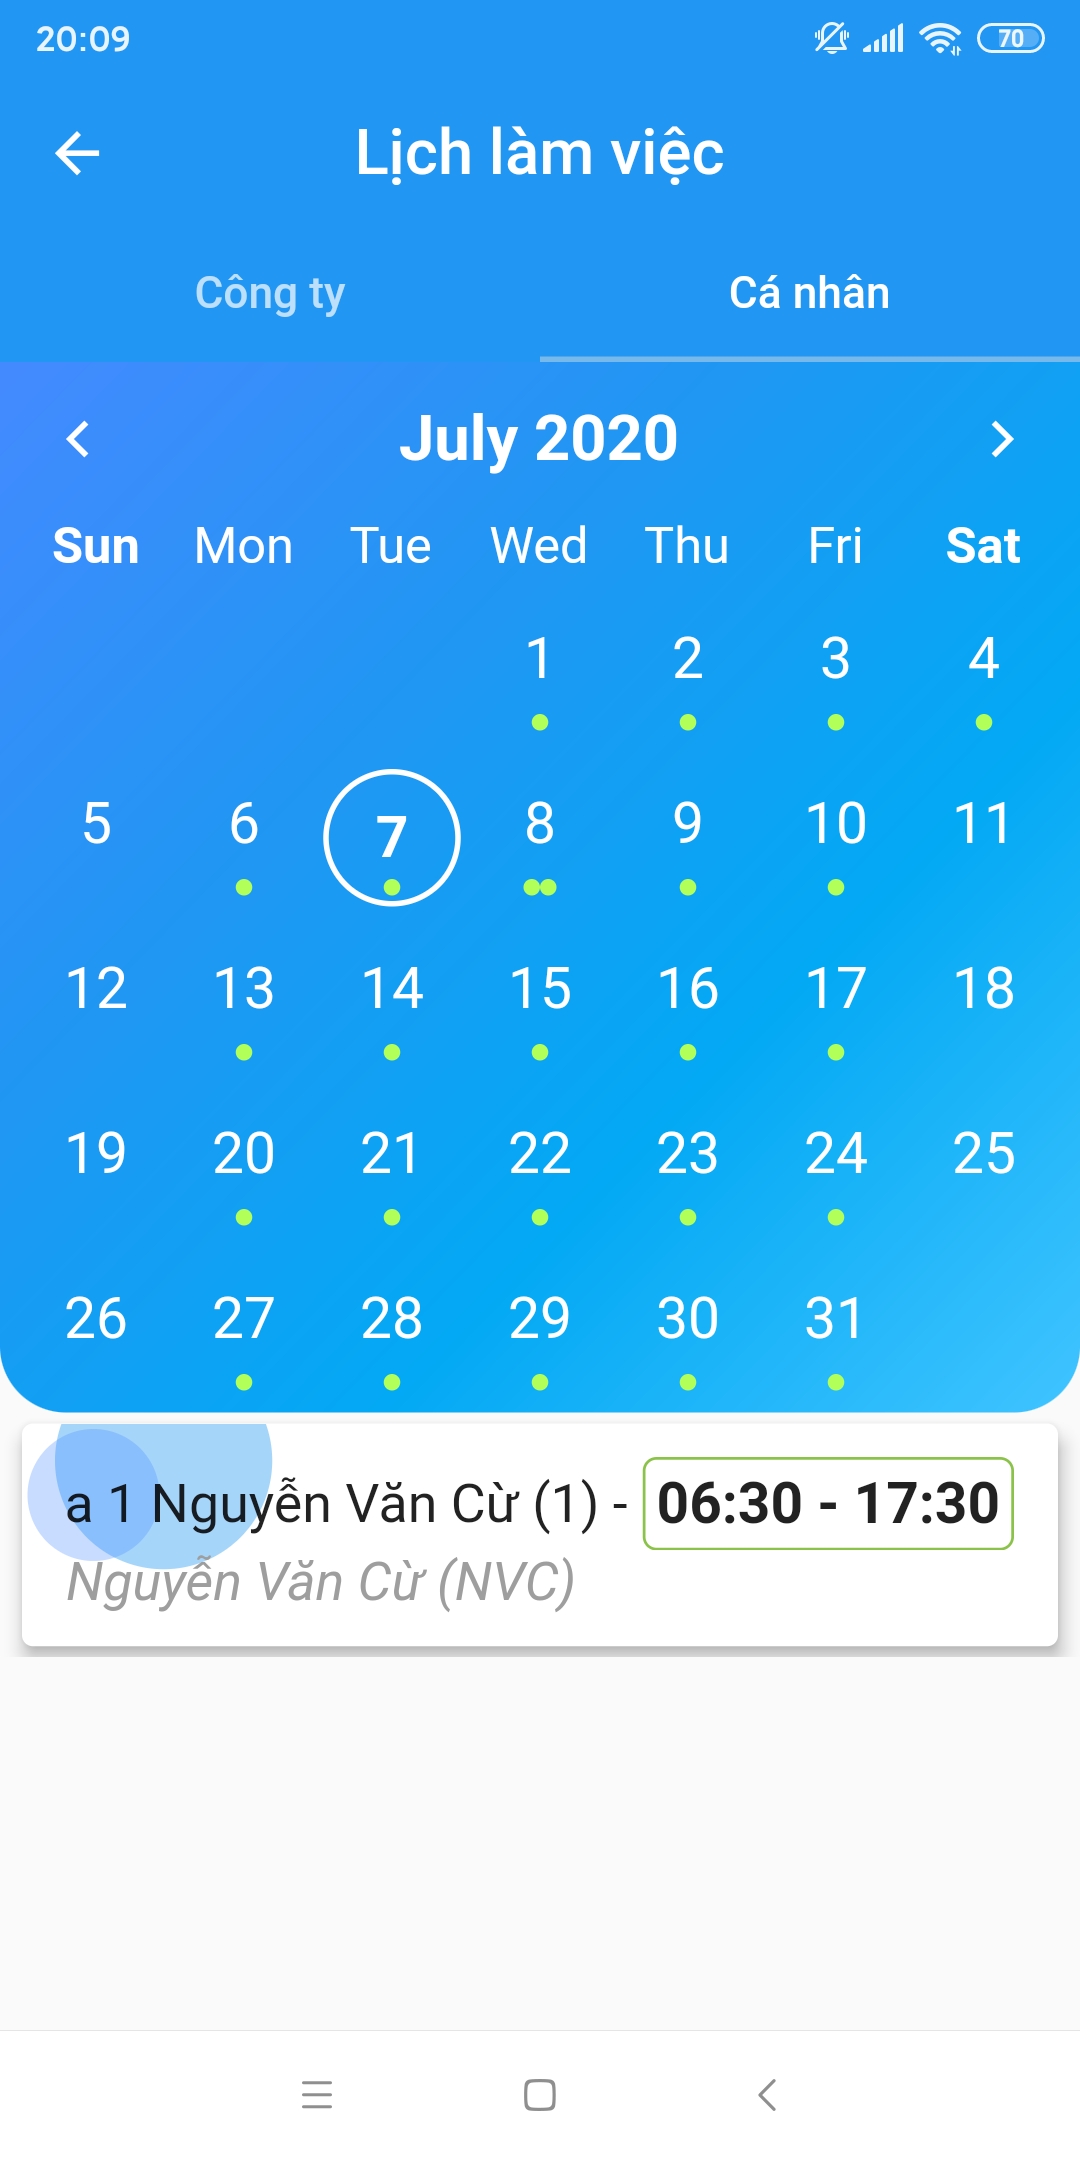 20:09 70
Lịch làm việc
Công ty Cá nhân
July 2020
Sun Mon Tue Wed Thu Fri Sat
1 2 3 4
5 6 7 8 9 10 11
12 13 14 15 16 17 18
19 20 21 22 23 24 25
26 27 28 29 30 31
a 1 Nguyễn Văn Cừ (1) - 06:30 - 17:30
Nguyễn Văn Cừ (NVC)